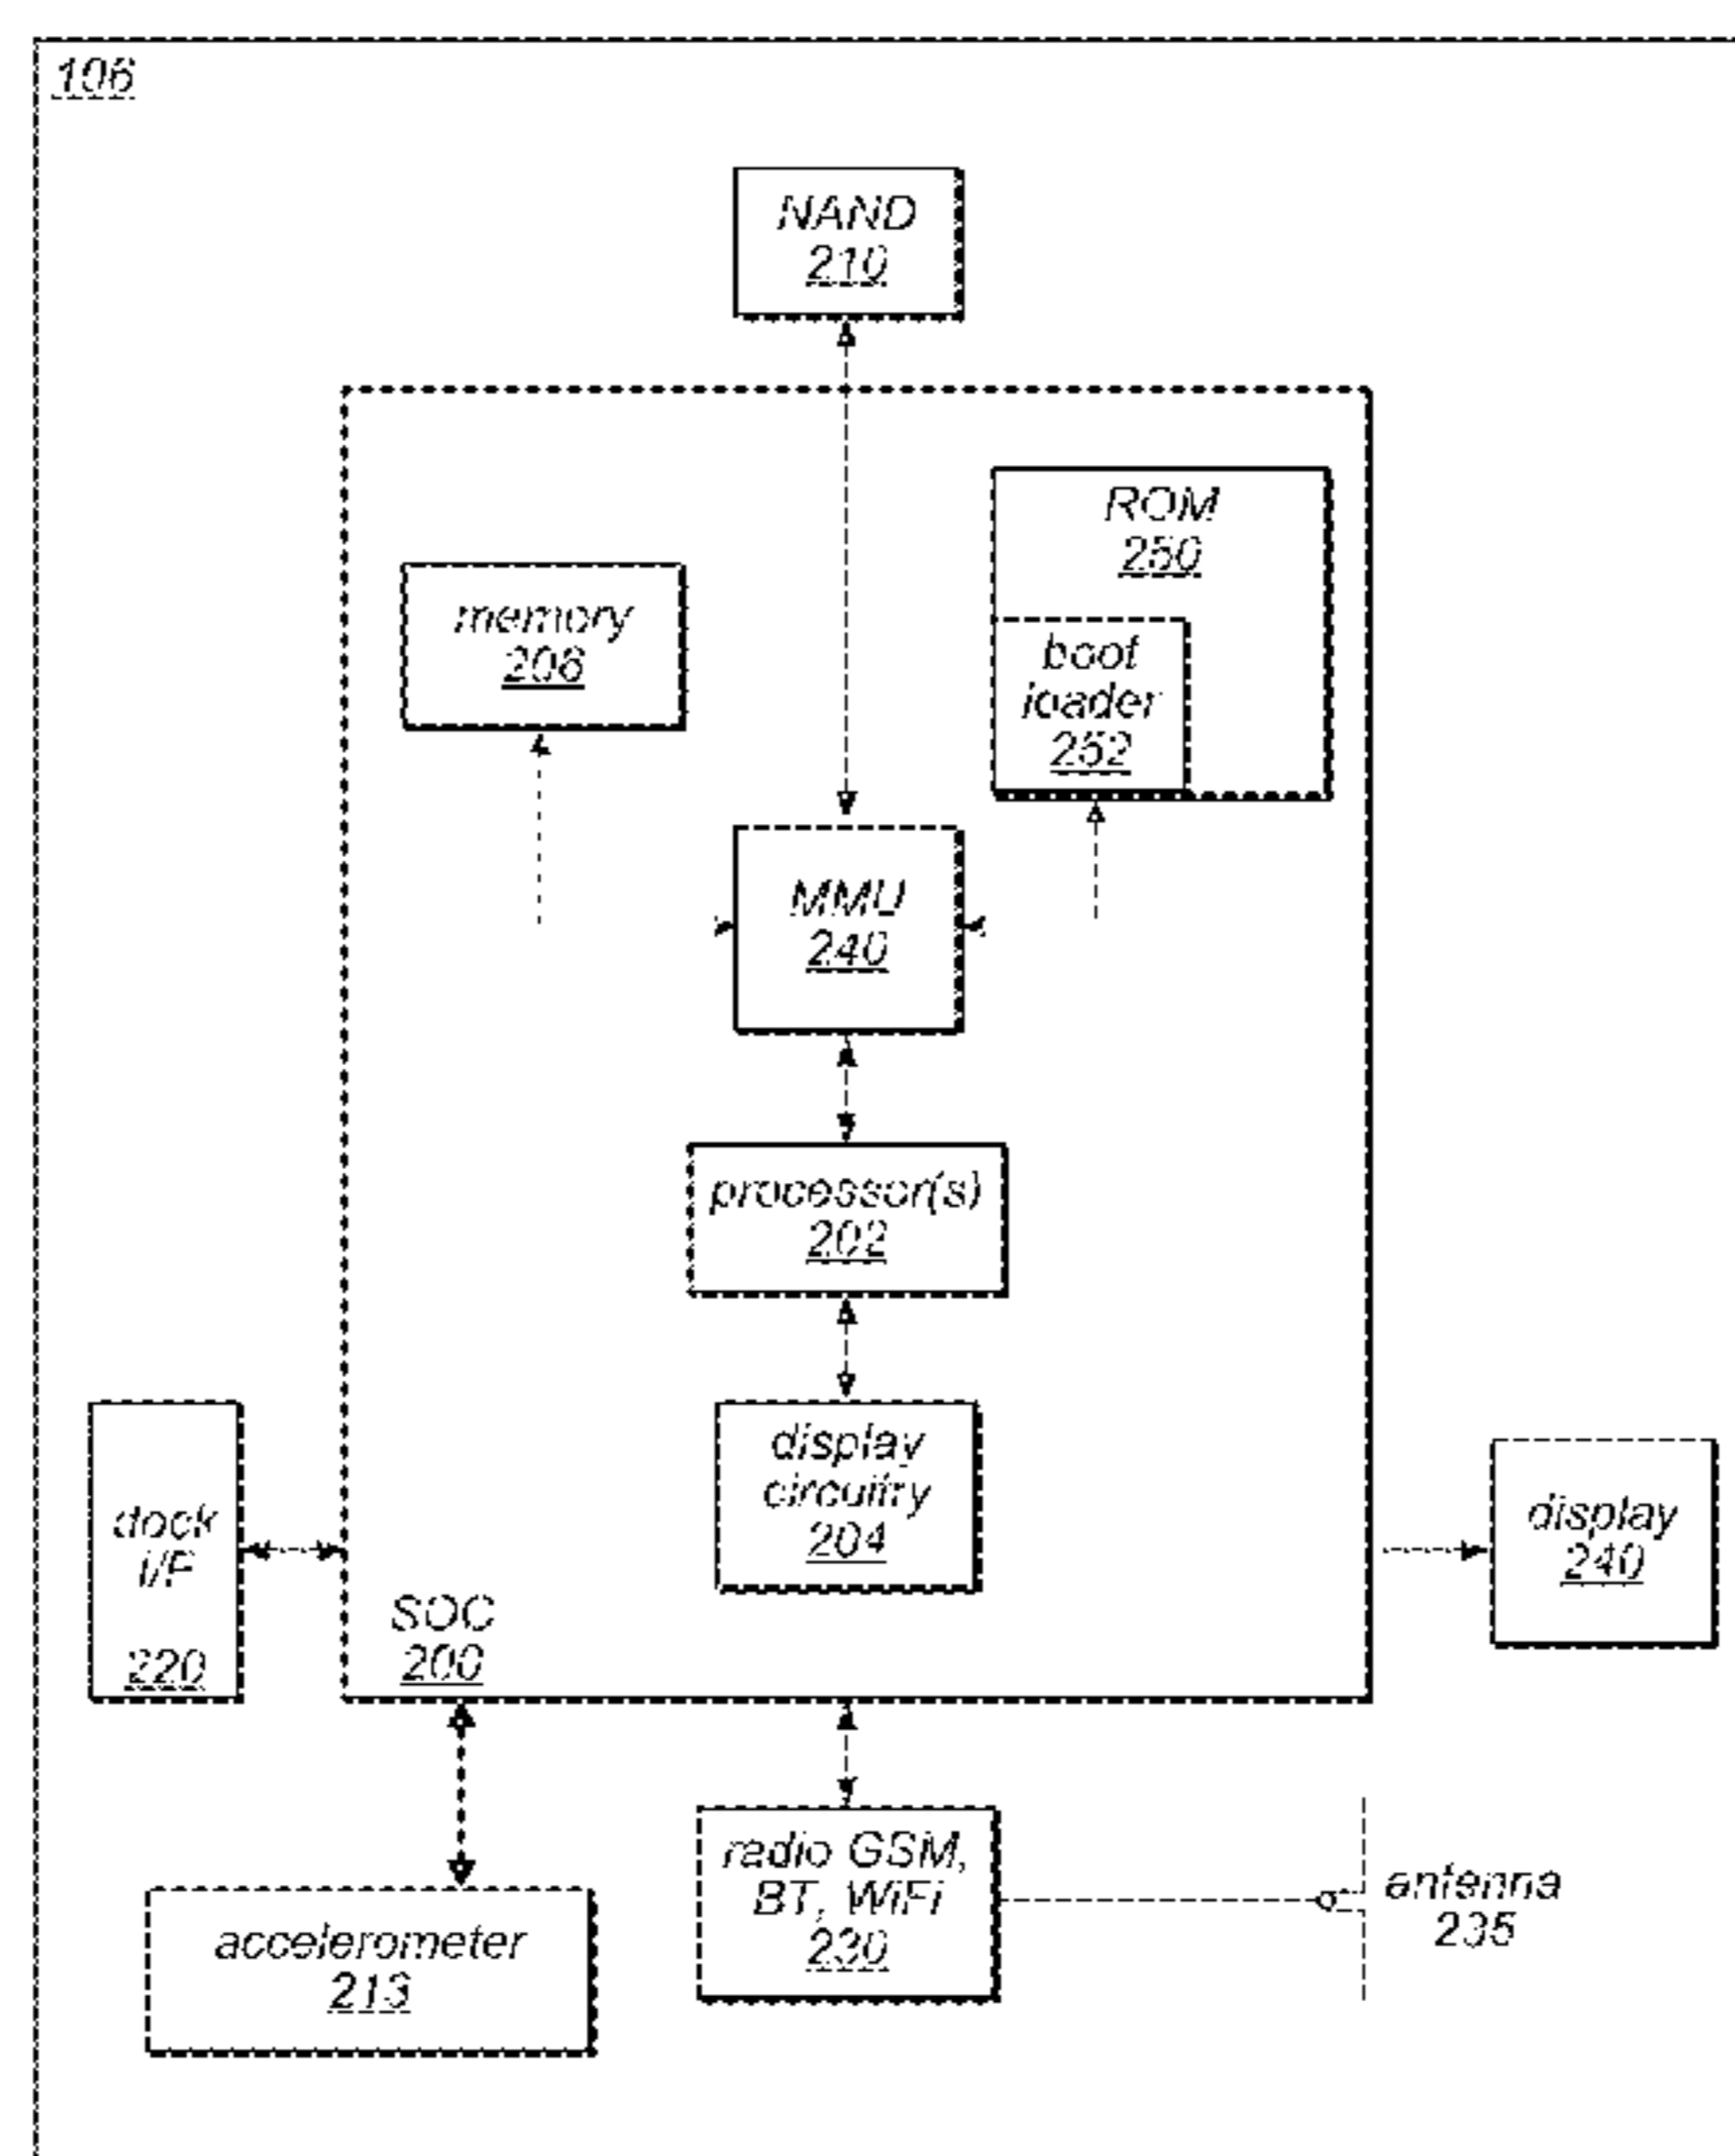 106
NAND
210
ROM
250
memory
206
boot
loader
252
MMU
240
processor(s)
202
display
circuitry
204
dock
I/F
220
display
240
SOC
200
radio GSM,
BT, WiFi
230
antenna
235
accelerometer
213